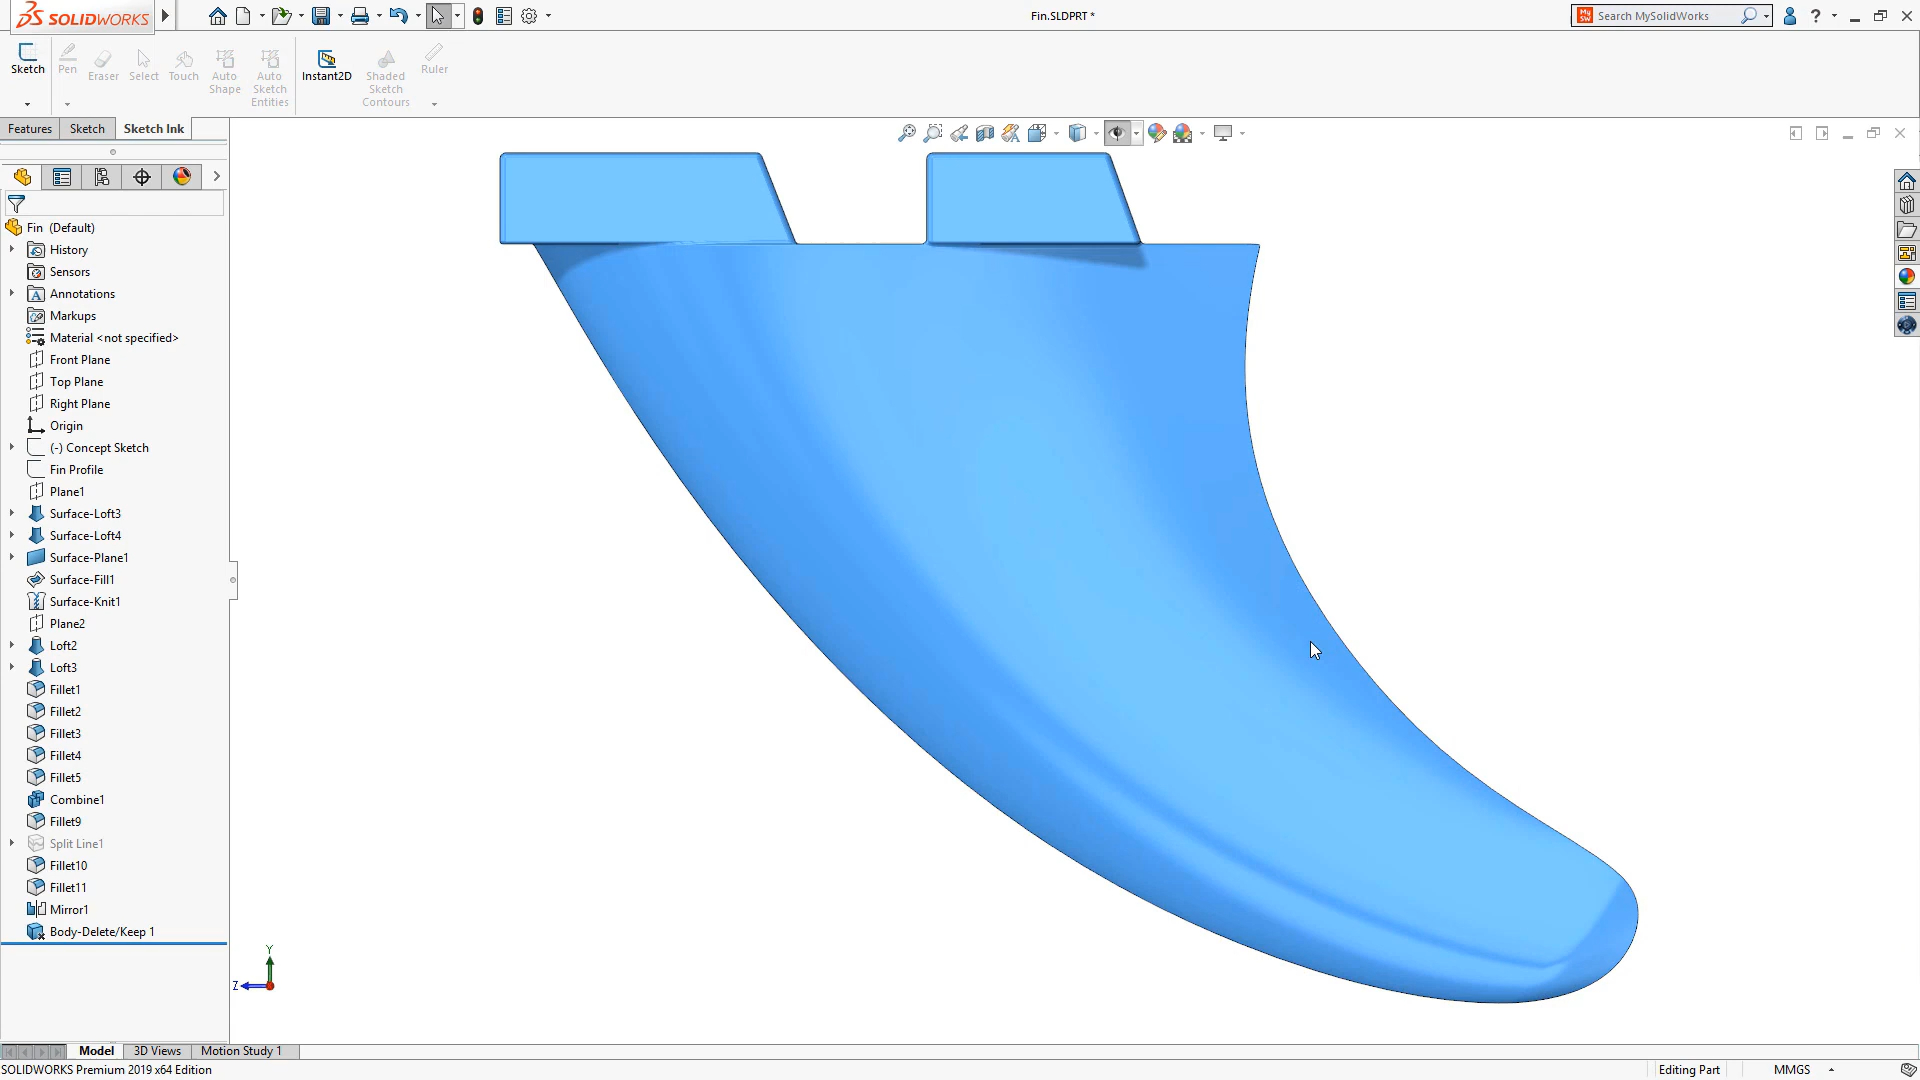 SOLIDWORKS
Fin.SLDPRT *
Search MySolidWorks
?
Sketch
Pen
Eraser
Select
Touch
Auto
Shape
Auto
Sketch
Entities
Instant2D
Shaded
Sketch
Contours
Ruler
Features
Sketch
Sketch Ink
Fin (Default)
History
Sensors
Annotations
Markups
Material <not specified>
Front Plane
Top Plane
Right Plane
Origin
(-) Concept Sketch
Fin Profile
Plane1
Surface-Loft3
Surface-Loft4
Surface-Plane1
Surface-Fill1
Surface-Knit1
Plane2
Loft2
Loft3
Fillet1
Fillet2
Fillet3
Fillet4
Fillet5
Combine1
Fillet9
Split Line1
Fillet10
Fillet11
Mirror1
Body-Delete/Keep 1
Y
Z
Model
3D Views
Motion Study 1
SOLIDWORKS Premium 2019 x64 Edition
Editing Part
MMGS